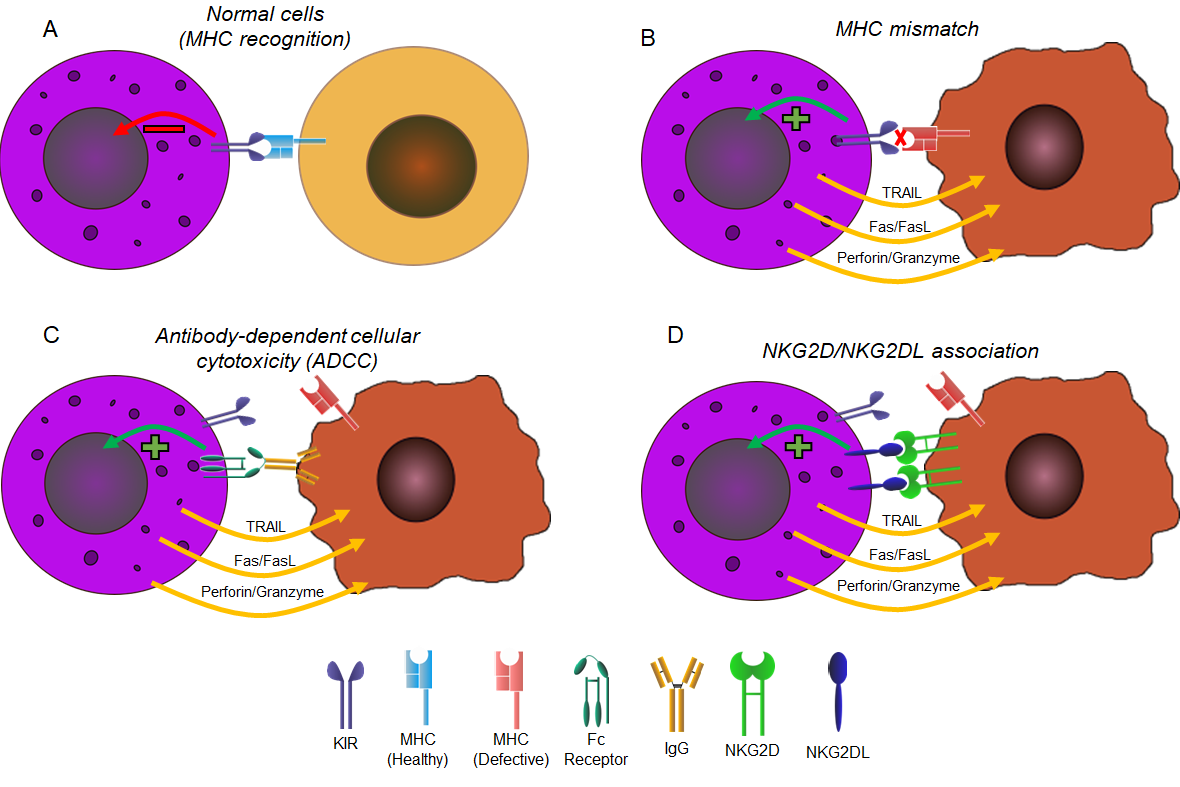 A
Normal cells
(MHC recognition)
B
MHC mismatch
TRAIL
Fas/FasL
Perforin/Granzyme
C
Antibody-dependent cellular
cytotoxicity (ADCC)
TRAIL
Fas/FasL
Perforin/Granzyme
D
NKG2D/NKG2DL association
TRAIL
Fas/FasL
Perforin/Granzyme
KIR
MHC
(Healthy)
MHC
(Defective)
Fc
Receptor
IgG
NKG2D
NKG2DL